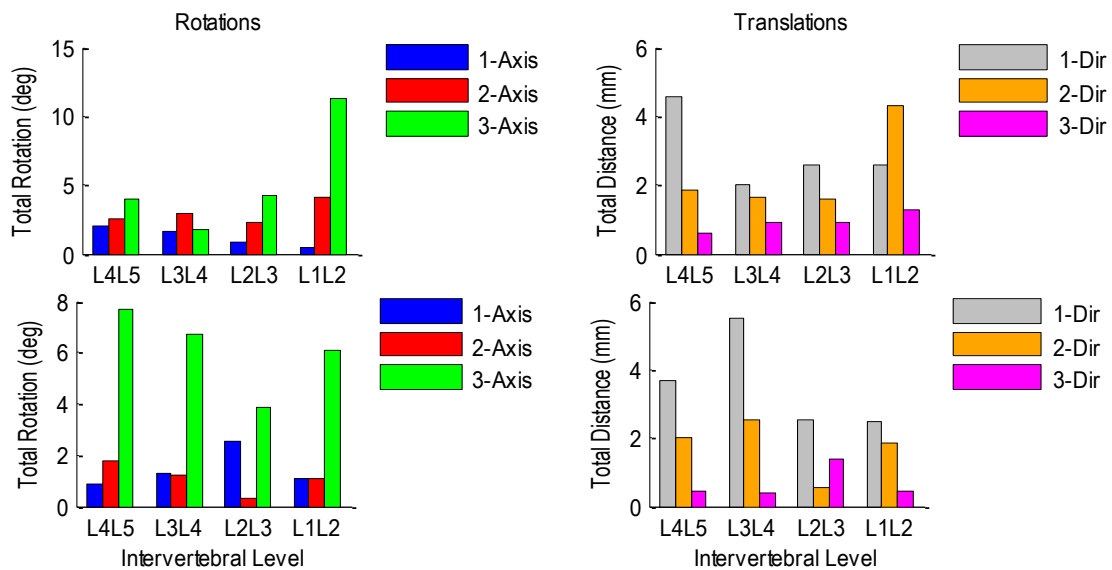 Rotations
Total Rotation (deg)
15
10
5
0
L4L5 L3L4 L2L3 L1L2
1-Axis
2-Axis
3-Axis
Translations
Total Distance (mm)
6
4
2
0
L4L5 L3L4 L2L3 L1L2
1-Dir
2-Dir
3-Dir
Total Rotation (deg)
8
6
4
2
0
L4L5 L3L4 L2L3 L1L2
Intervertebral Level
1-Axis
2-Axis
3-Axis
Total Distance (mm)
6
4
2
0
L4L5 L3L4 L2L3 L1L2
Intervertebral Level
1-Dir
2-Dir
3-Dir